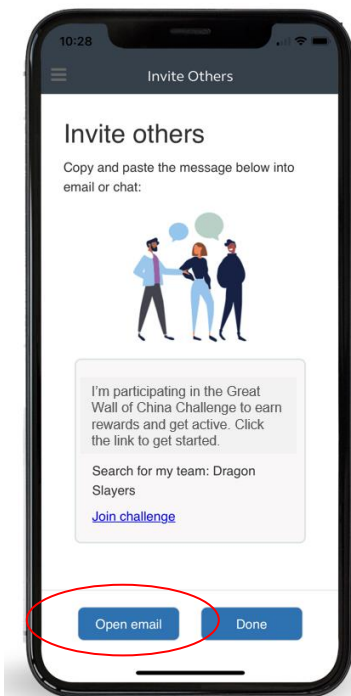 10:28
Invite Others
Invite others
Copy and paste the message below into
email or chat:
I'm participating in the Great
Wall of China Challenge to earn
rewards and get active. Click
the link to get started.
Search for my team: Dragon
Slayers
Join challenge
Open email
Done